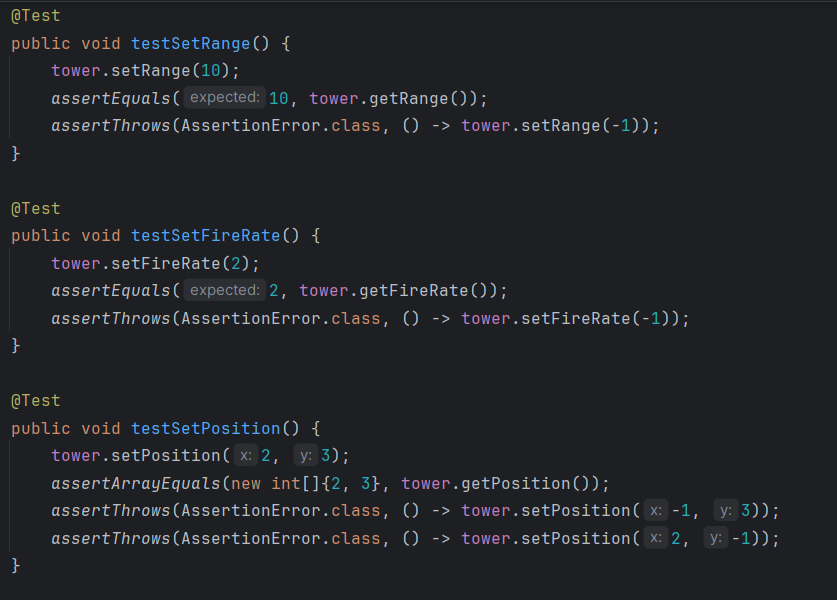 @Test
public void testSetRange() {
    tower.setRange(10);
    assertEquals( expected: 10, tower.getRange());
    assertThrows(AssertionError.class, () -> tower.setRange(-1));
}

@Test
public void testSetFireRate() {
    tower.setFireRate(2);
    assertEquals( expected: 2, tower.getFireRate());
    assertThrows(AssertionError.class, () -> tower.setFireRate(-1));
}

@Test
public void testSetPosition() {
    tower.setPosition( x: 2, y: 3);
    assertArrayEquals(new int[]{2, 3}, tower.getPosition());
    assertThrows(AssertionError.class, () -> tower.setPosition( x: -1, y: 3));
    assertThrows(AssertionError.class, () -> tower.setPosition( x: 2, y: -1));
}